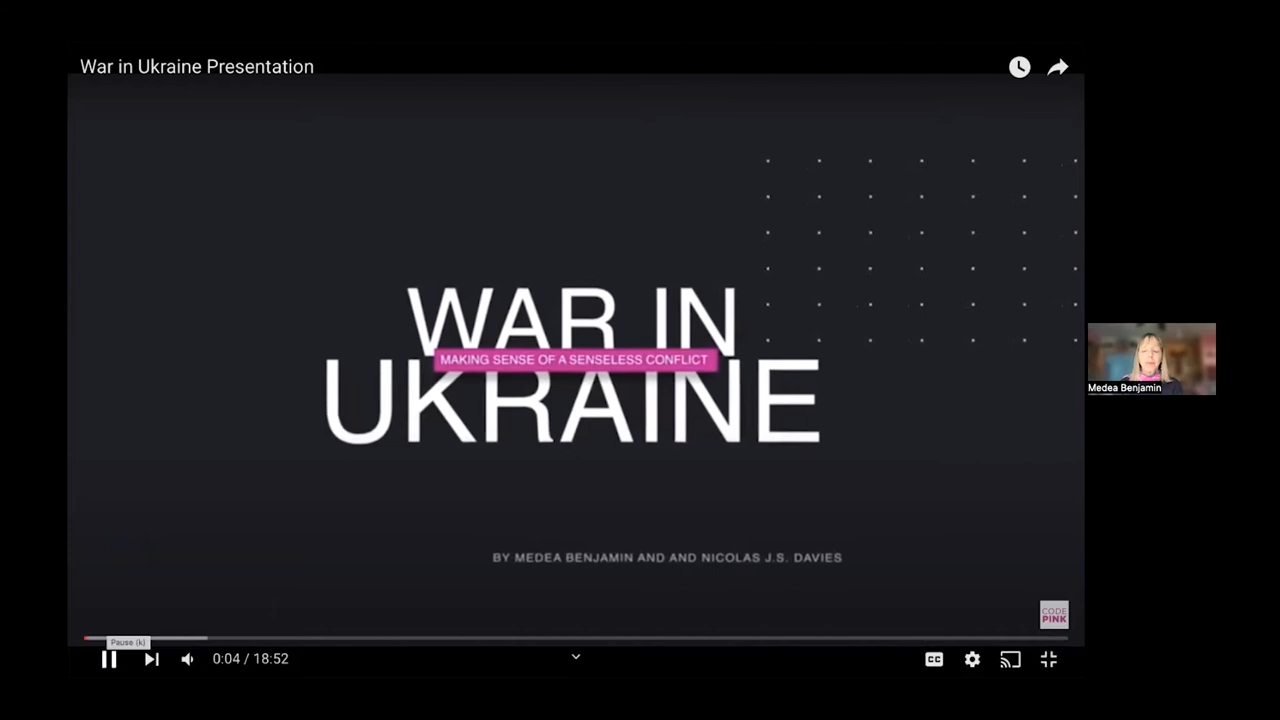 War in Ukraine Presentation
WAR IN
MAKING SENSE OF A SENSELESS CONFLICT
UKRAINE
Medea Benjamin
BY MEDEA BENJAMIN AND AND NICOLAS J.S. DAVIES
CODE
PINK
Pause (k)
0:04 / 18:52
CC